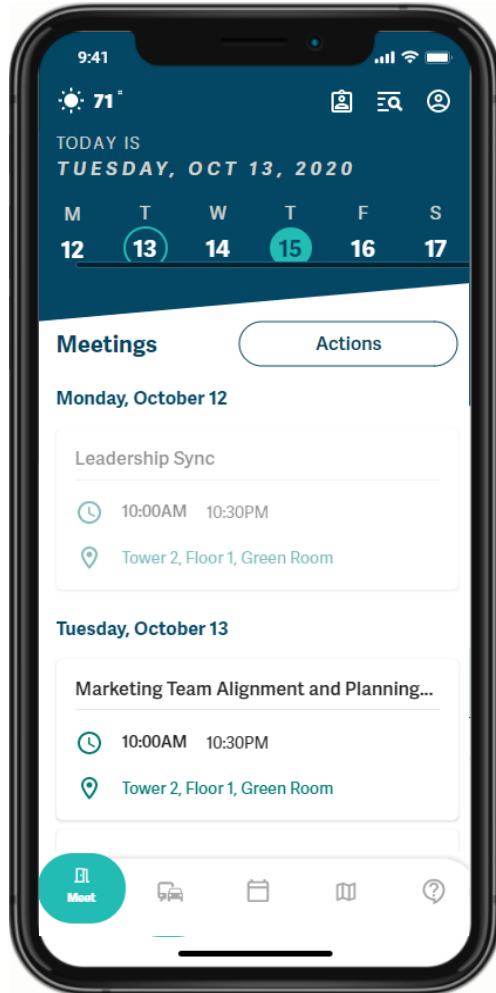 9:41
71°
TODAY IS
TUESDAY, OCT 13, 2020
M T W T F S
12 13 14 15 16 17
Meetings Actions
Monday, October 12
Leadership Sync
10:00AM 10:30PM
Tower 2, Floor 1, Green Room
Tuesday, October 13
Marketing Team Alignment and Planning...
10:00AM 10:30PM
Tower 2, Floor 1, Green Room
Meet